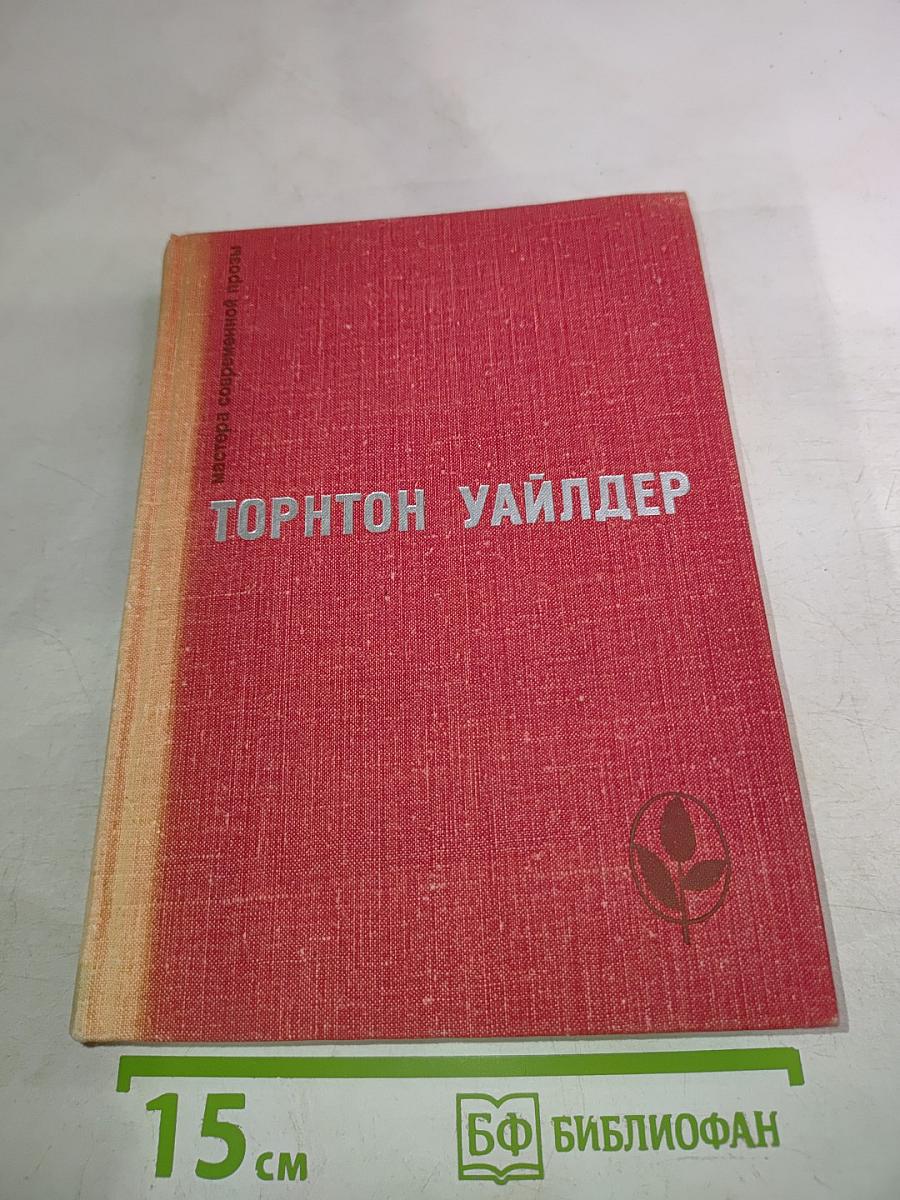 мастера современной прозы
ТОРНТОН УАЙЛДЕР
15 см
БФ БИБЛИОФАН